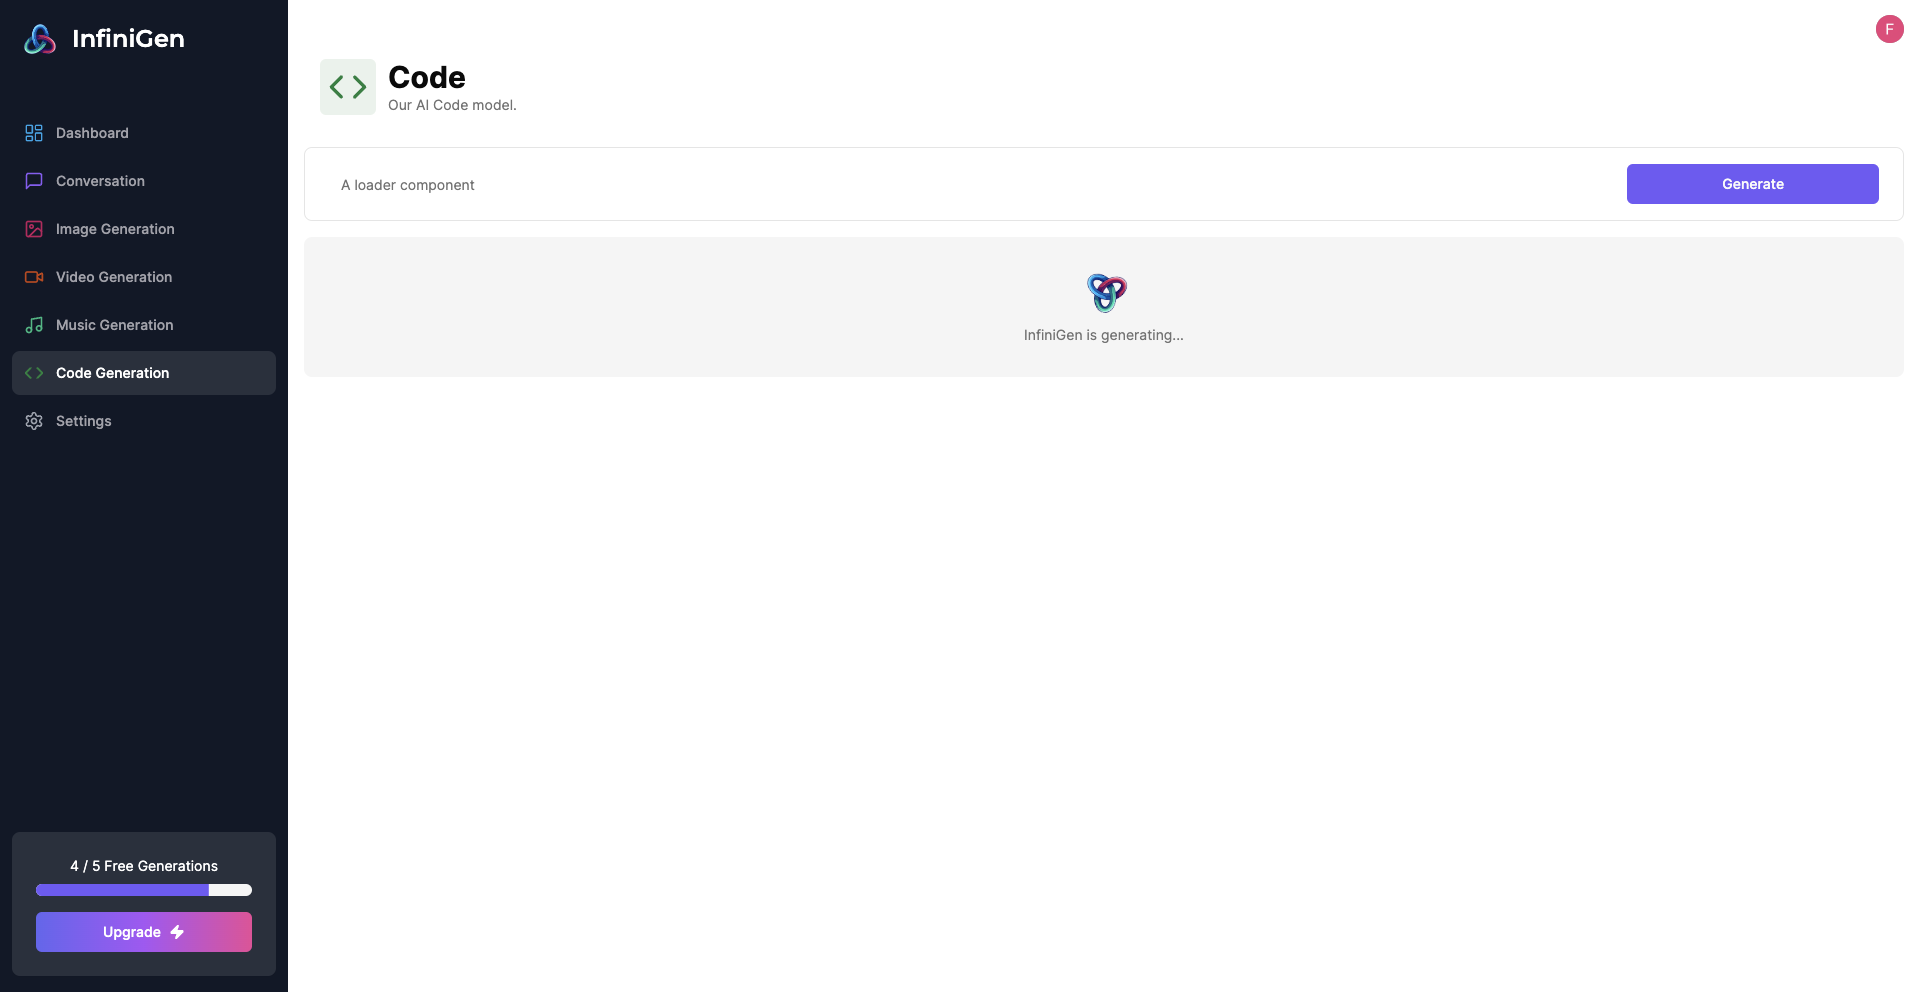 InfiniGen
Dashboard
Conversation
Image Generation
Video Generation
Music Generation
Code Generation
Settings
4 / 5 Free Generations
Upgrade
F
Code
Our AI Code model.
A loader component
Generate
InfiniGen is generating...